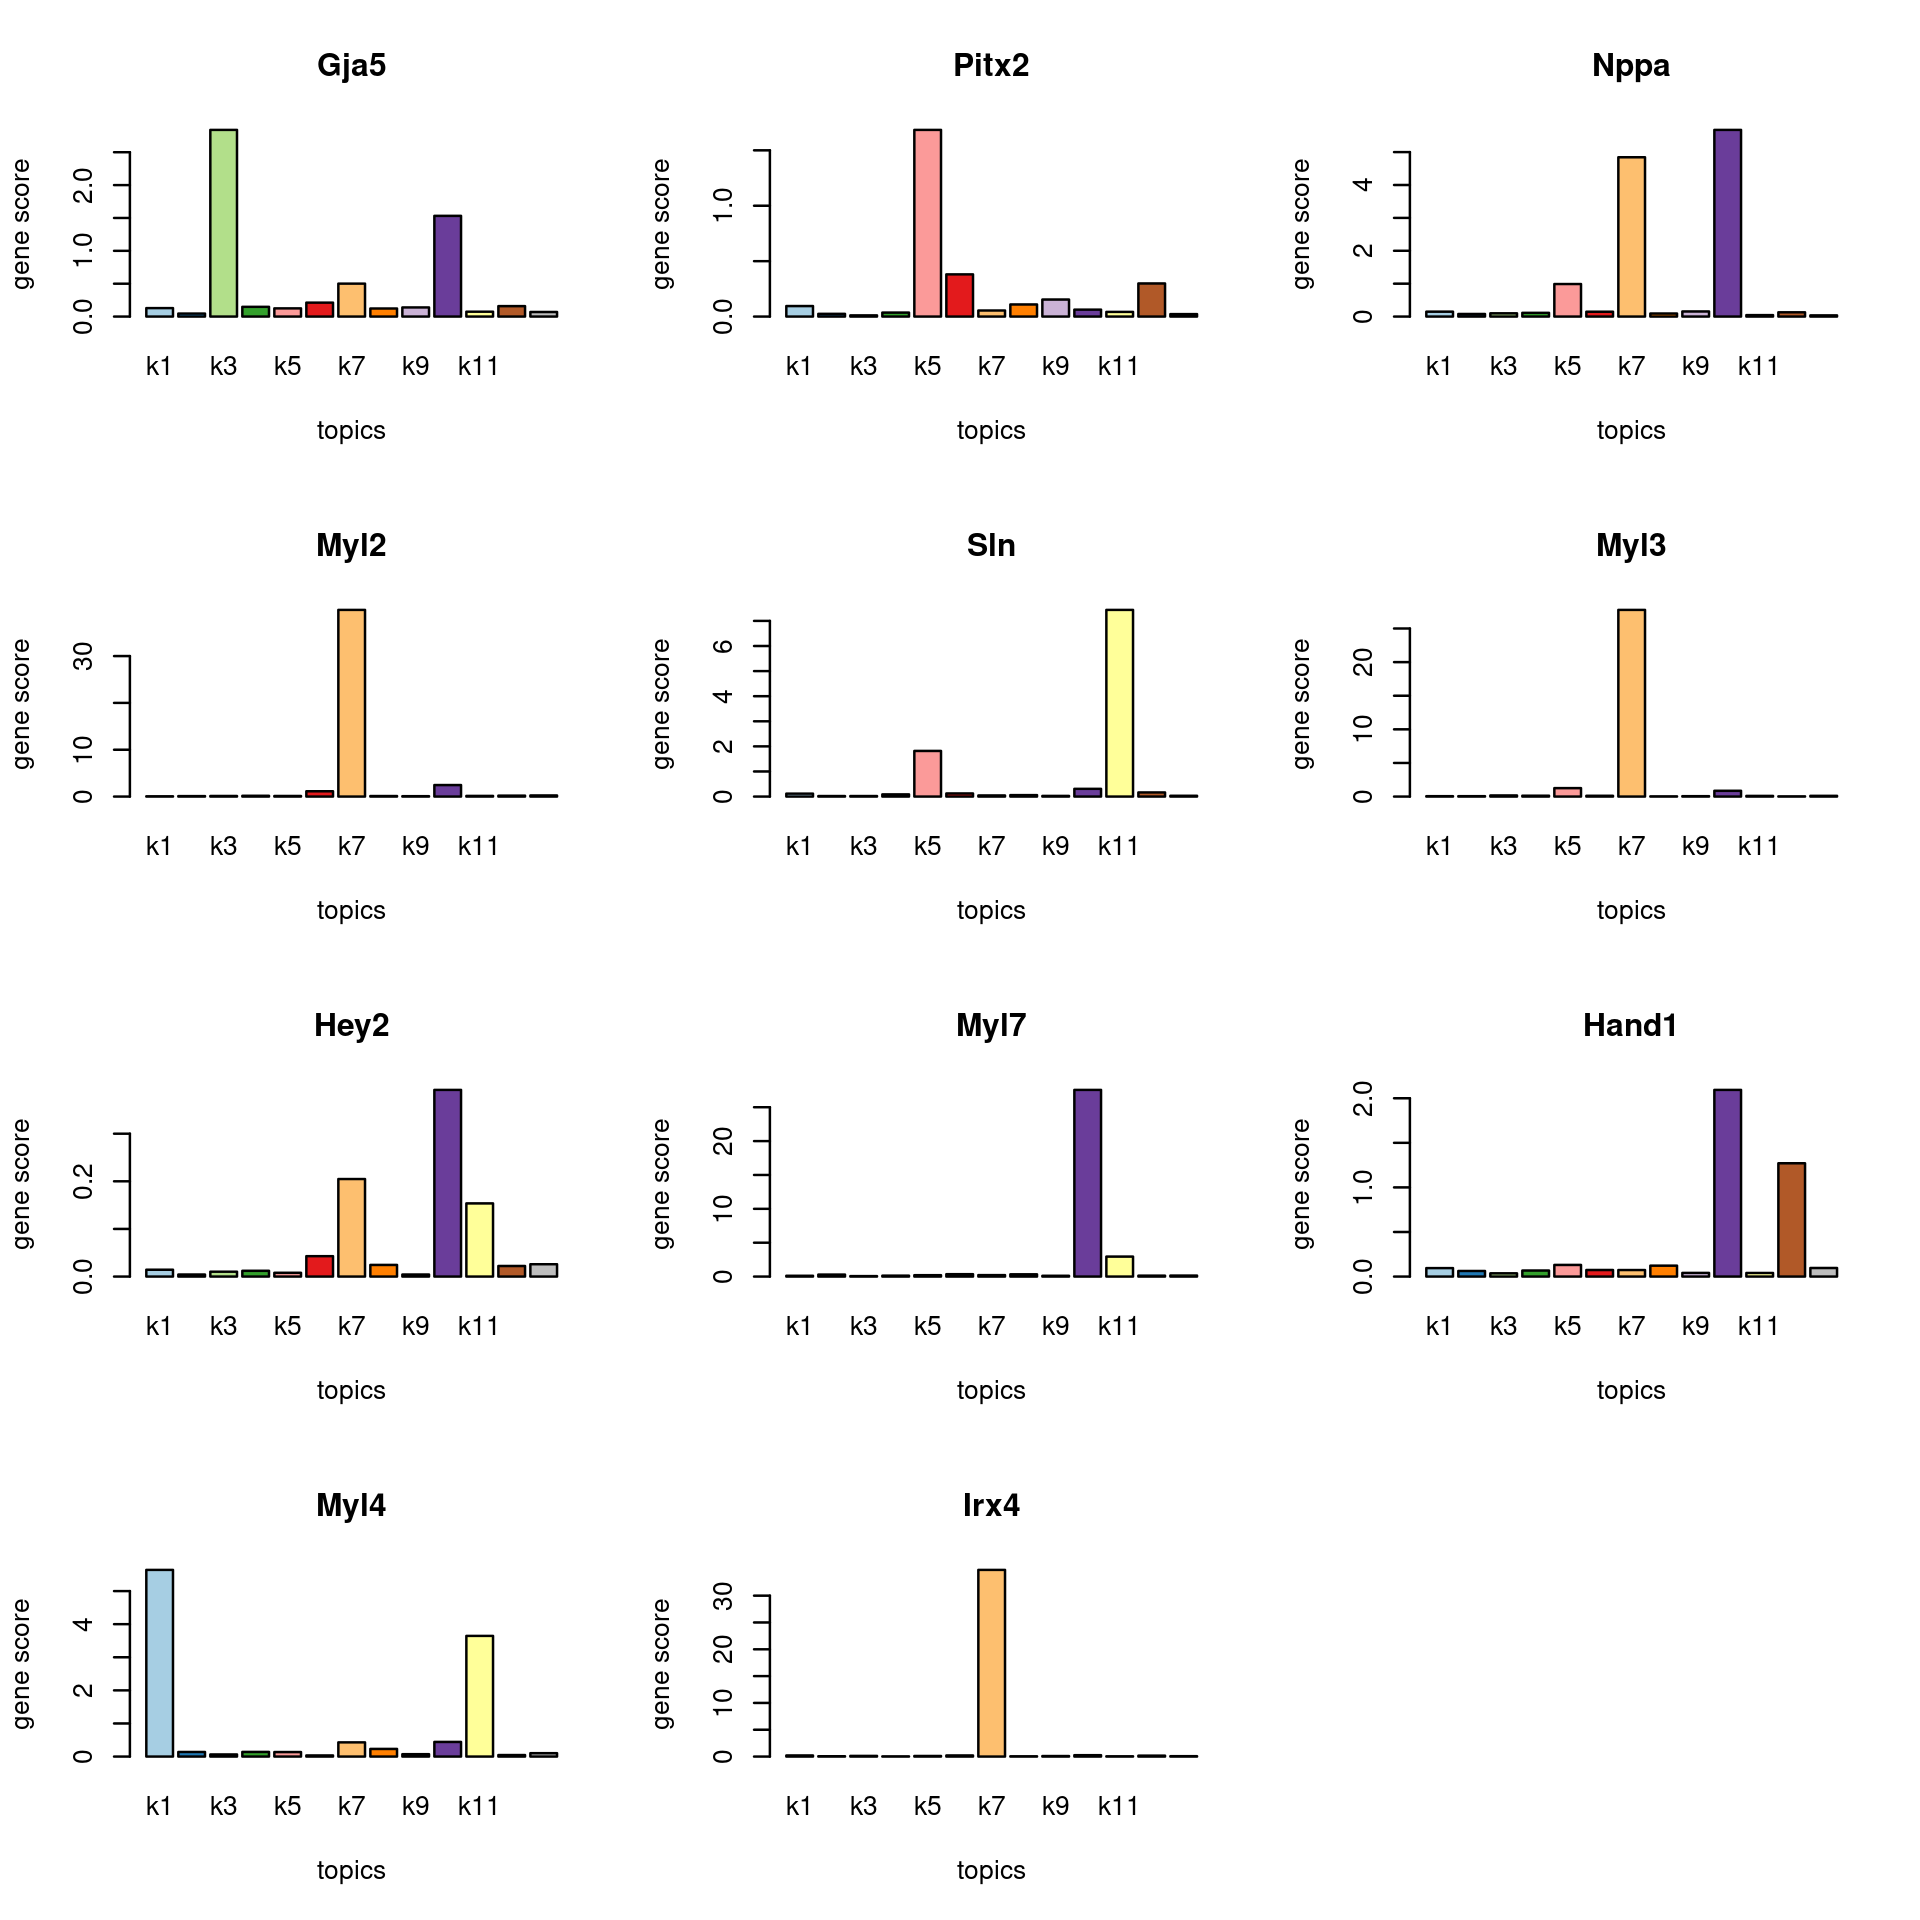 Gja5
gene score
0.0 1.0 2.0
k1 k3 k5 k7 k9 k11
topics
Pitx2
gene score
0.0 1.0
k1 k3 k5 k7 k9 k11
topics
Nppa
gene score
0 2 4
k1 k3 k5 k7 k9 k11
topics
Myl2
gene score
0 10 30
k1 k3 k5 k7 k9 k11
topics
Sln
gene score
0 2 4 6
k1 k3 k5 k7 k9 k11
topics
Myl3
gene score
0 10 20
k1 k3 k5 k7 k9 k11
topics
Hey2
gene score
0.0 0.2
k1 k3 k5 k7 k9 k11
topics
Myl7
gene score
0 10 20
k1 k3 k5 k7 k9 k11
topics
Hand1
gene score
0.0 1.0 2.0
k1 k3 k5 k7 k9 k11
topics
Myl4
gene score
0 2 4
k1 k3 k5 k7 k9 k11
topics
Irx4
gene score
0 10 20 30
k1 k3 k5 k7 k9 k11
topics